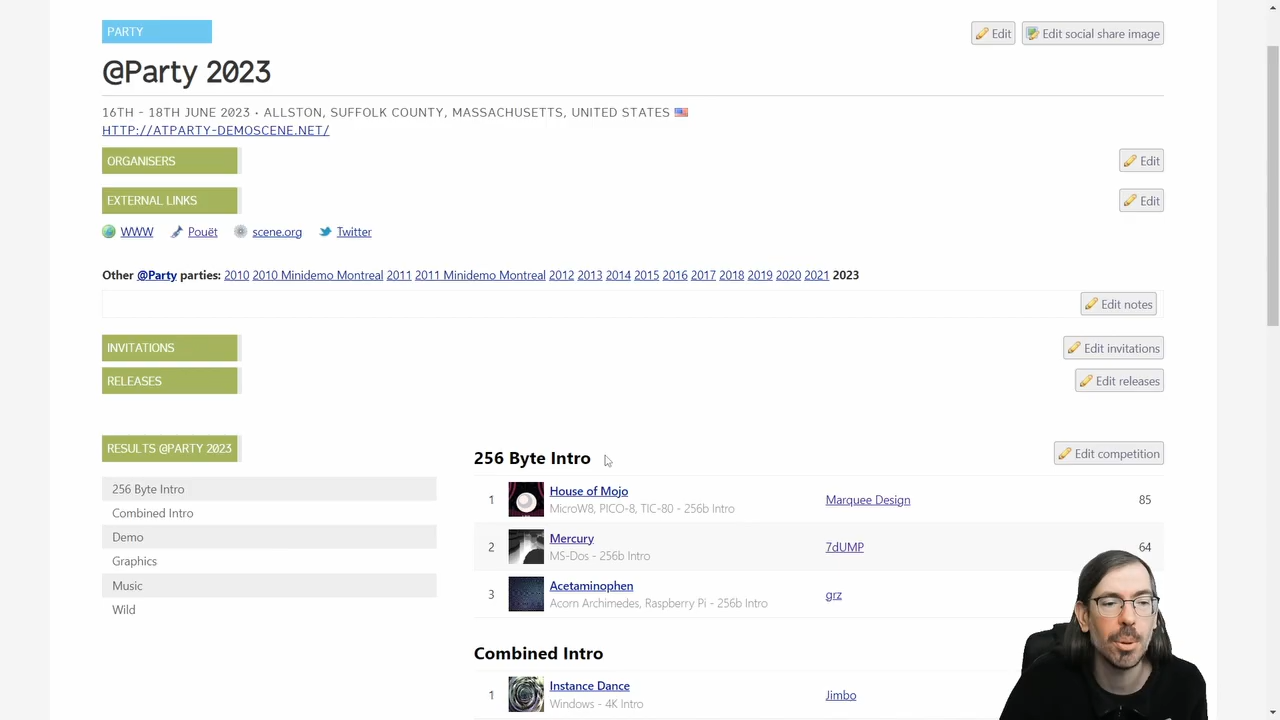 PARTY
Edit
Edit social share image
@Party 2023
16TH - 18TH JUNE 2023 · ALLSTON, SUFFOLK COUNTY, MASSACHUSETTS, UNITED STATES
HTTP://ATPARTY-DEMOSCENE.NET/
ORGANISERS
Edit
EXTERNAL LINKS
Edit
WWW Pouët scene.org Twitter
Other @Party parties: 2010 2010 Minidemo Montreal 2011 2011 Minidemo Montreal 2012 2013 2014 2015 2016 2017 2018 2019 2020 2021 2023
Edit notes
INVITATIONS
Edit invitations
RELEASES
Edit releases
RESULTS @PARTY 2023
256 Byte Intro
Combined Intro
Demo
Graphics
Music
Wild
256 Byte Intro
Edit competition
1 House of Mojo Marquee Design 85
MicroW8, PICO-8, TIC-80 - 256b Intro
2 Mercury 7dUMP 64
MS-Dos - 256b Intro
3 Acetaminophen grz
Acorn Archimedes, Raspberry Pi - 256b Intro
Combined Intro
1 Instance Dance Jimbo
Windows - 4K Intro